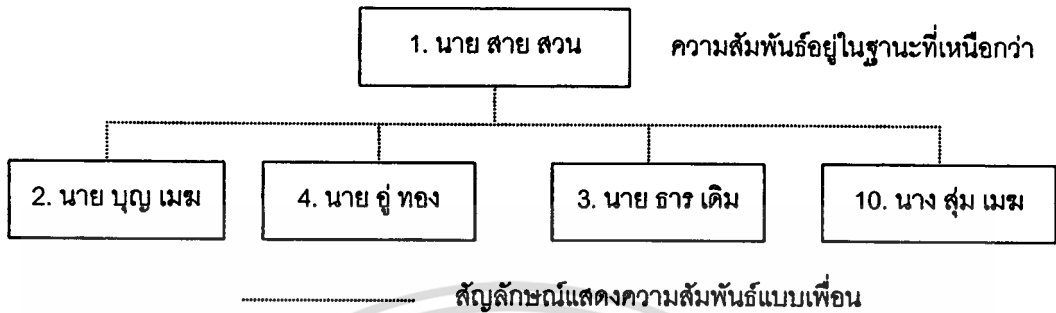 1. นาย สาย สวน
ความสัมพันธ์อยู่ในฐานะที่เหนือกว่า
2. นาย บุญ เมฆ
4. นาย อู่ ทอง
3. นาย ธาร เดิม
10. นาง สุ่ม เมฆ
สัญลักษณ์แสดงความสัมพันธ์แบบเพื่อน